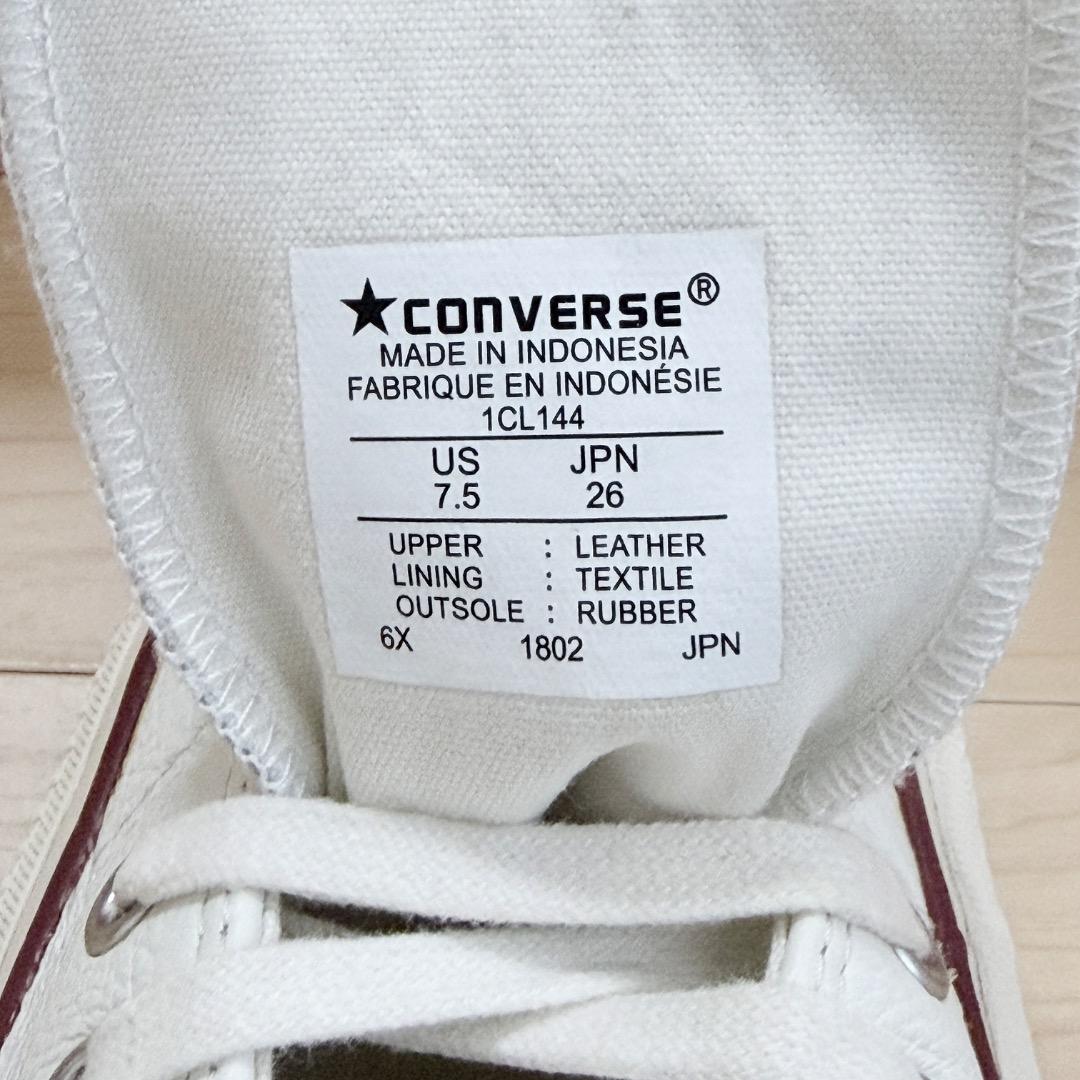 ★CONVERSE®
MADE IN INDONESIA
FABRIQUE EN INDONÉSIE
1CL144
US JPN
7.5 26
UPPER : LEATHER
LINING : TEXTILE
OUTSOLE : RUBBER
6X 1802 JPN